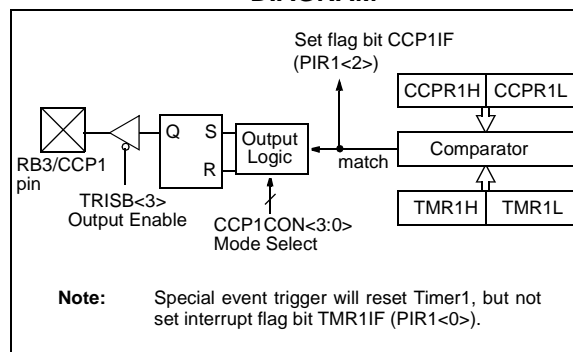 DIAGRAM
Set flag bit CCP1IF
(PIR1<2>)
CCPR1H CCPR1L
Q S Output
Logic
R
match
Comparator
RB3/CCP1
pin
TRISB<3>
Output Enable
CCP1CON<3:0>
Mode Select
TMR1H TMR1L
Note: Special event trigger will reset Timer1, but not
set interrupt flag bit TMR1IF (PIR1<0>).